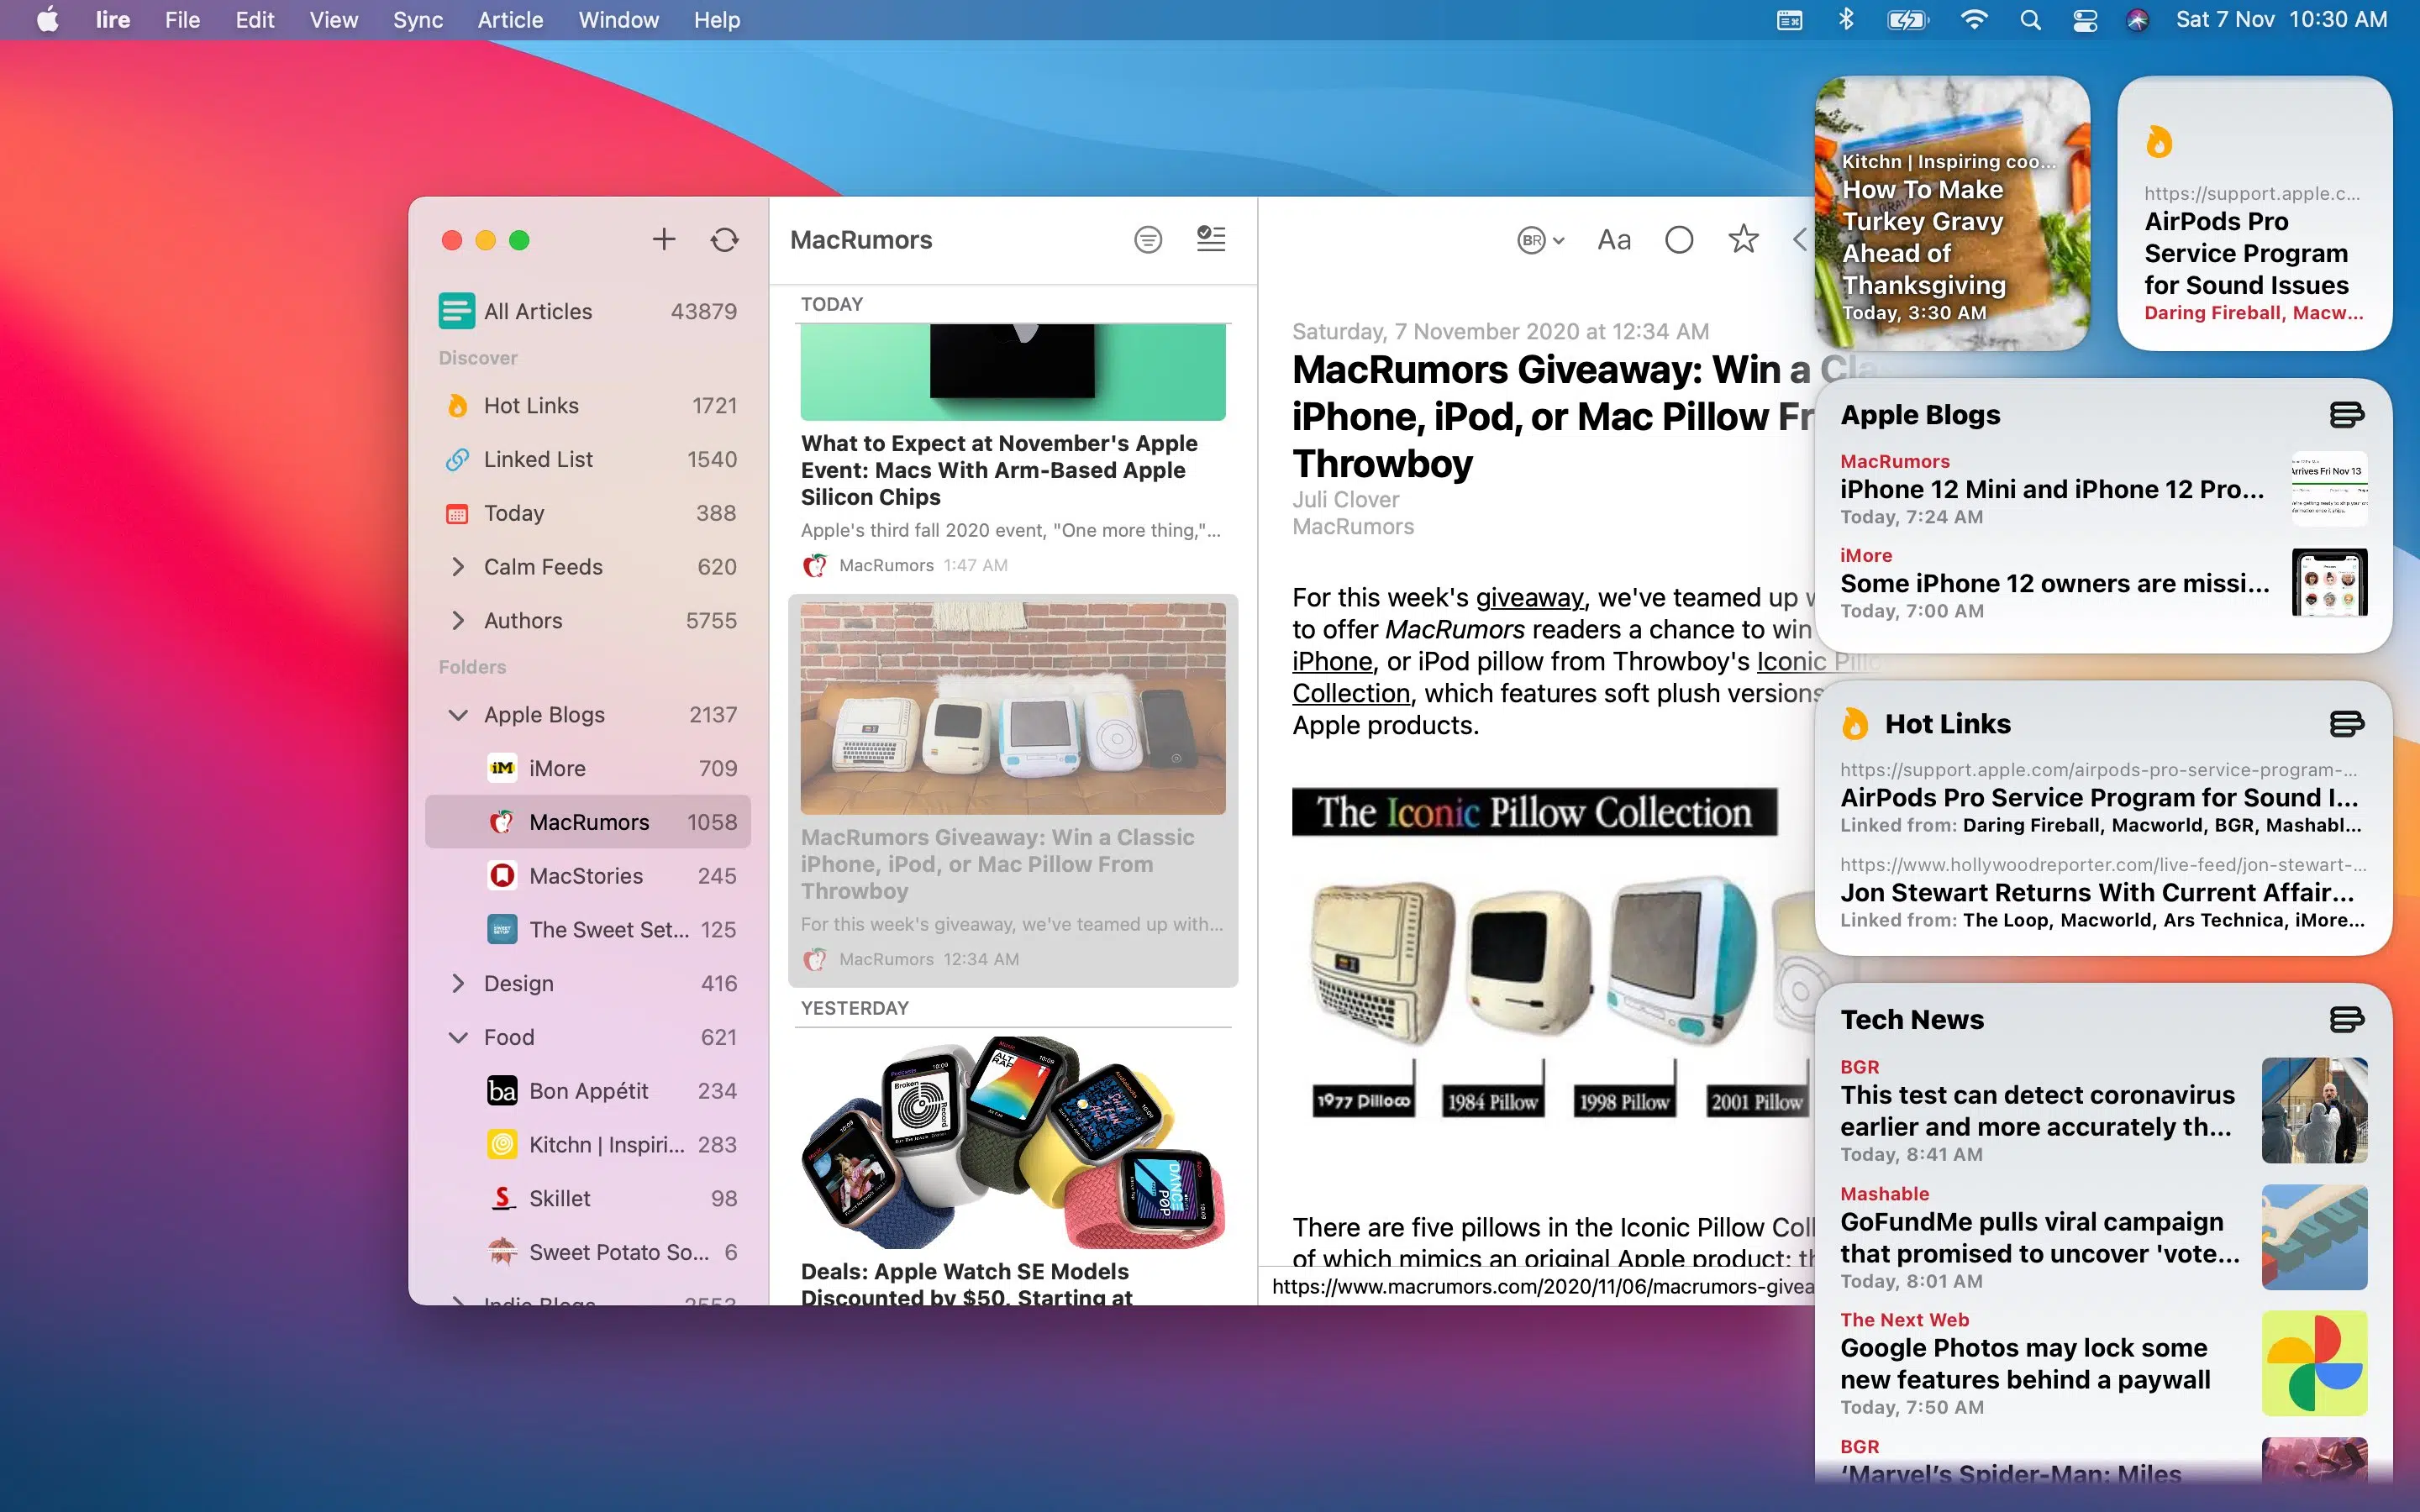 lire File Edit View Sync Article Window Help
Sat 7 Nov 10:30 AM
All Articles 43879
Discover
Hot Links 1721
Linked List 1540
Today 388
Calm Feeds 620
Authors 5755
Folders
Apple Blogs 2137
iM iMore 709
MacRumors 1058
MacStories 245
The Sweet Set... 125
Design 416
Food 621
ba Bon Appétit 234
Kitchn | Inspiri... 283
S Skillet 98
Sweet Potato So... 6
Indie Blogs 2553
MacRumors
TODAY
What to Expect at November's Apple
Event: Macs With Arm-Based Apple
Silicon Chips
Apple's third fall 2020 event, "One more thing,"...
MacRumors 1:47 AM
MacRumors Giveaway: Win a Classic
iPhone, iPod, or Mac Pillow From
Throwboy
For this week's giveaway, we've teamed up with...
MacRumors 12:34 AM
YESTERDAY
Deals: Apple Watch SE Models
Discounted by $50, Starting at
BR Aa
Saturday, 7 November 2020 at 12:34 AM
MacRumors Giveaway: Win a Cla
iPhone, iPod, or Mac Pillow Fr
Throwboy
Juli Clover
MacRumors
For this week's giveaway, we've teamed up w
to offer MacRumors readers a chance to win
iPhone, or iPod pillow from Throwboy's Iconic Pillo
Collection, which features soft plush versions
Apple products.
The Iconic Pillow Collection
1977 Pillow 1984 Pillow 1998 Pillow 2001 Pillow
There are five pillows in the Iconic Pillow Coll
of which mimics an original Apple product: th
https://www.macrumors.com/2020/11/06/macrumors-givea
Kitchn | Inspiring coo...
How To Make
Turkey Gravy
Ahead of
Thanksgiving
Today, 3:30 AM
https://support.apple.c...
AirPods Pro
Service Program
for Sound Issues
Daring Fireball, Macw...
Apple Blogs
MacRumors
iPhone 12 Mini and iPhone 12 Pro...
Today, 7:24 AM
Arrives Fri Nov 13
iMore
Some iPhone 12 owners are missi...
Today, 7:00 AM
Hot Links
https://support.apple.com/airpods-pro-service-program-...
AirPods Pro Service Program for Sound I...
Linked from: Daring Fireball, Macworld, BGR, Mashabl...
https://www.hollywoodreporter.com/live-feed/jon-stewart-...
Jon Stewart Returns With Current Affair...
Linked from: The Loop, Macworld, Ars Technica, iMore...
Tech News
BGR
This test can detect coronavirus
earlier and more accurately th...
Today, 8:41 AM
Mashable
GoFundMe pulls viral campaign
that promised to uncover 'vote...
Today, 8:01 AM
The Next Web
Google Photos may lock some
new features behind a paywall
Today, 7:50 AM
BGR
‘Marvel’s Spider-Man: Miles